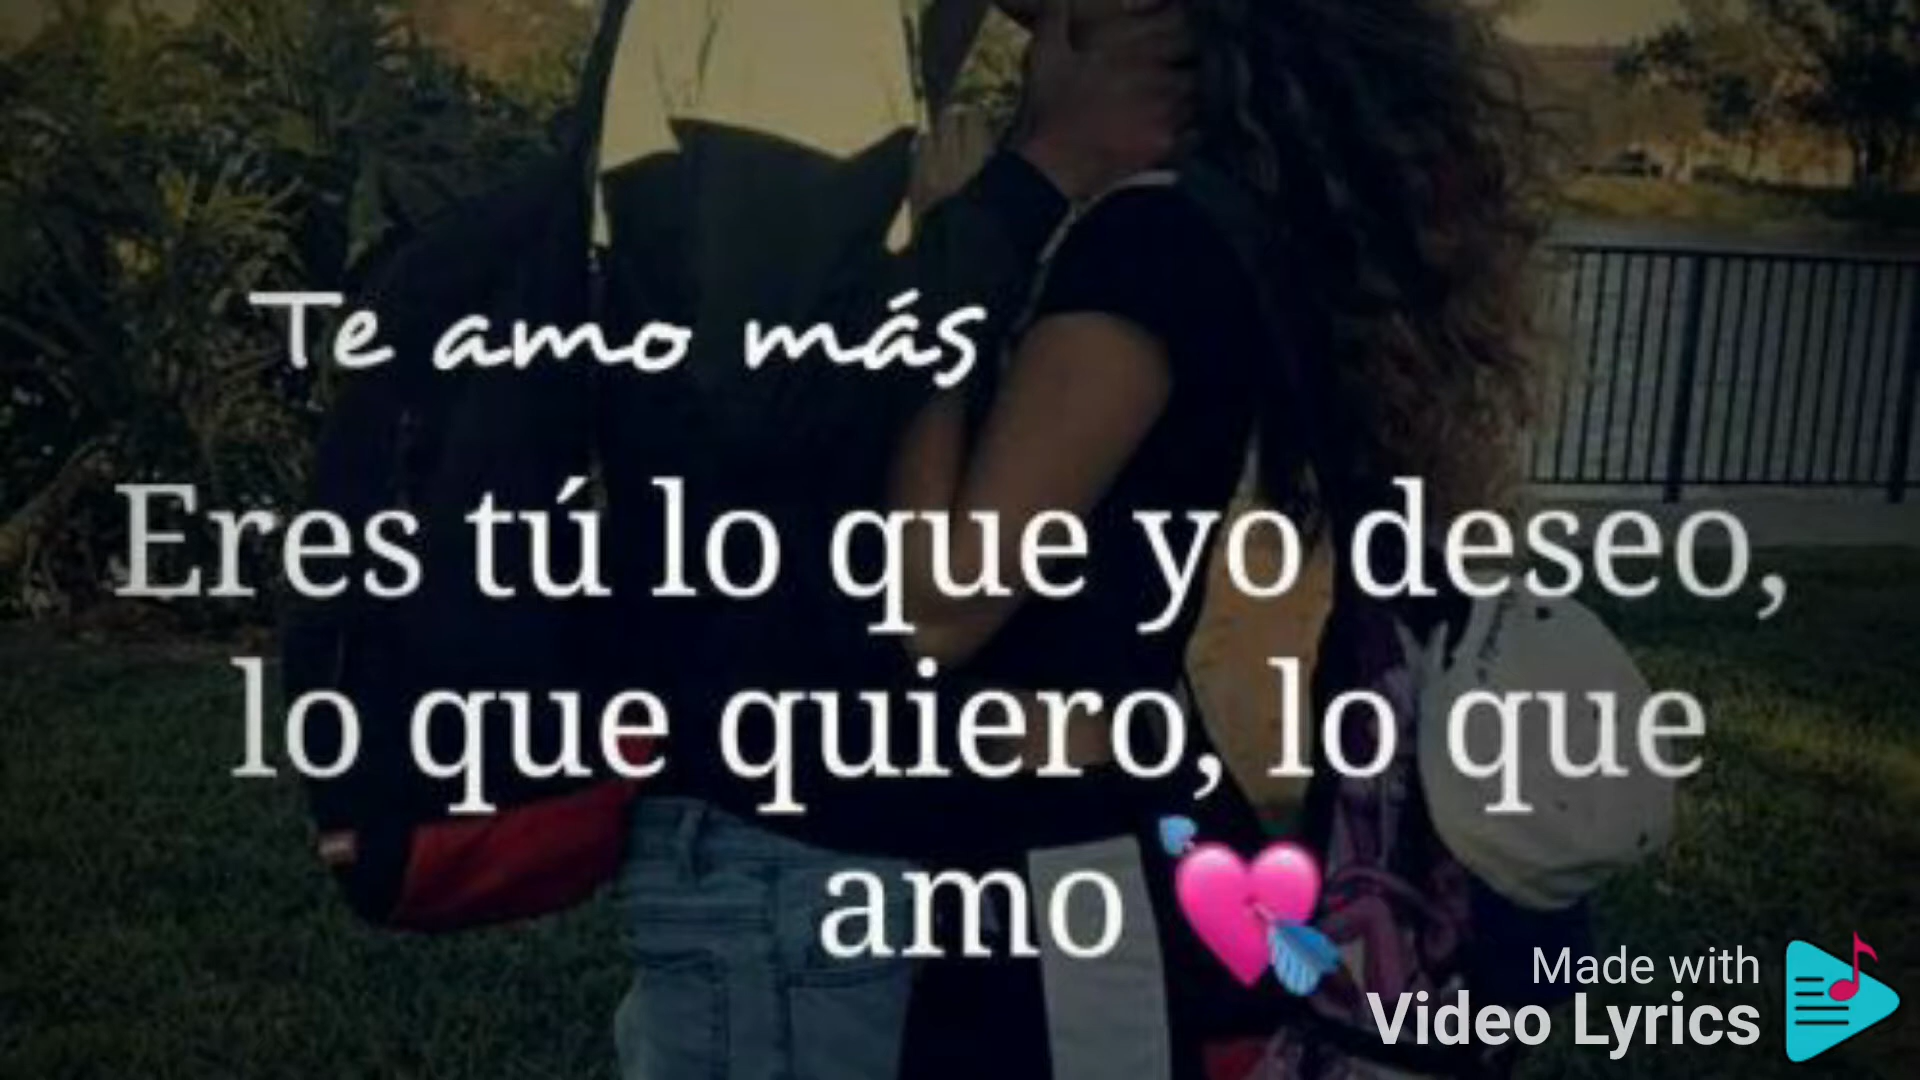 Te amo más
Eres tú lo que yo deseo,
lo que quiero, lo que
amo 💘
Made with
Video Lyrics